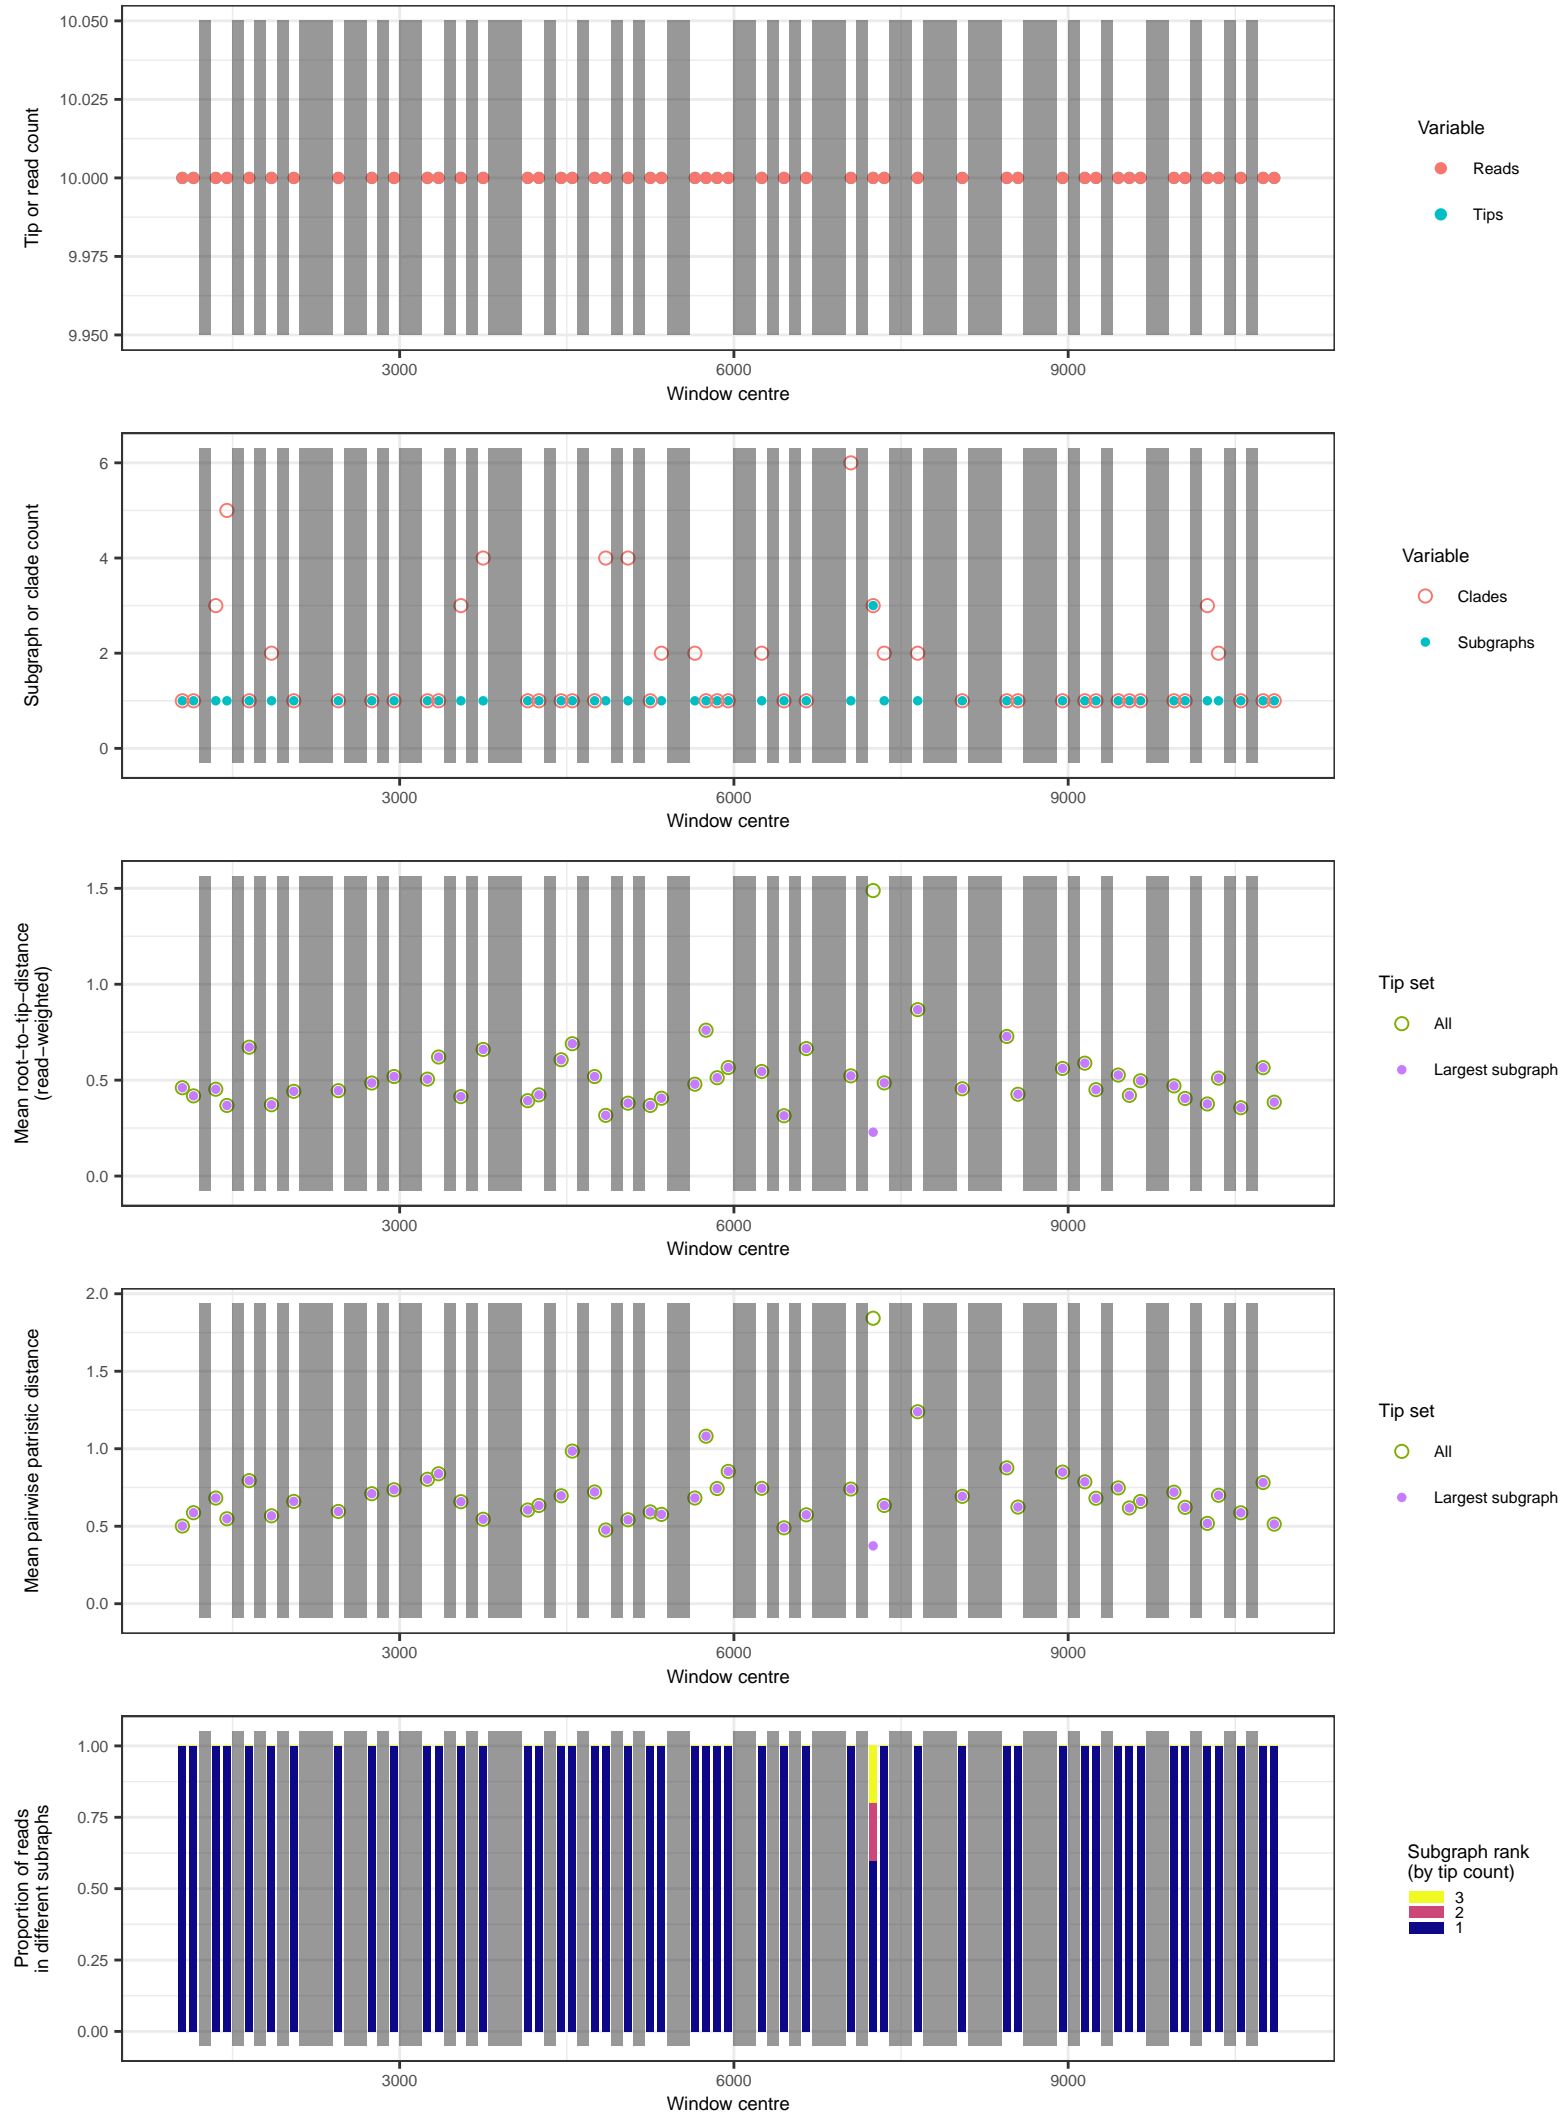 10.050
10.025
10.000
9.975
9.950
Tip or read count
3000
6000
9000
Window centre
Variable
Reads
Tips
6
4
2
0
Subgraph or clade count
3000
6000
9000
Window centre
Variable
Clades
Subgraphs
1.5
1.0
0.5
0.0
Mean root−to−tip−distance
(read−weighted)
3000
6000
9000
Window centre
Tip set
All
Largest subgraph
2.0
1.5
1.0
0.5
0.0
Mean pairwise patristic distance
3000
6000
9000
Window centre
Tip set
All
Largest subgraph
1.00
0.75
0.50
0.25
0.00
Proportion of reads
in different subraphs
3000
6000
9000
Window centre
Subgraph rank
(by tip count)
3
2
1